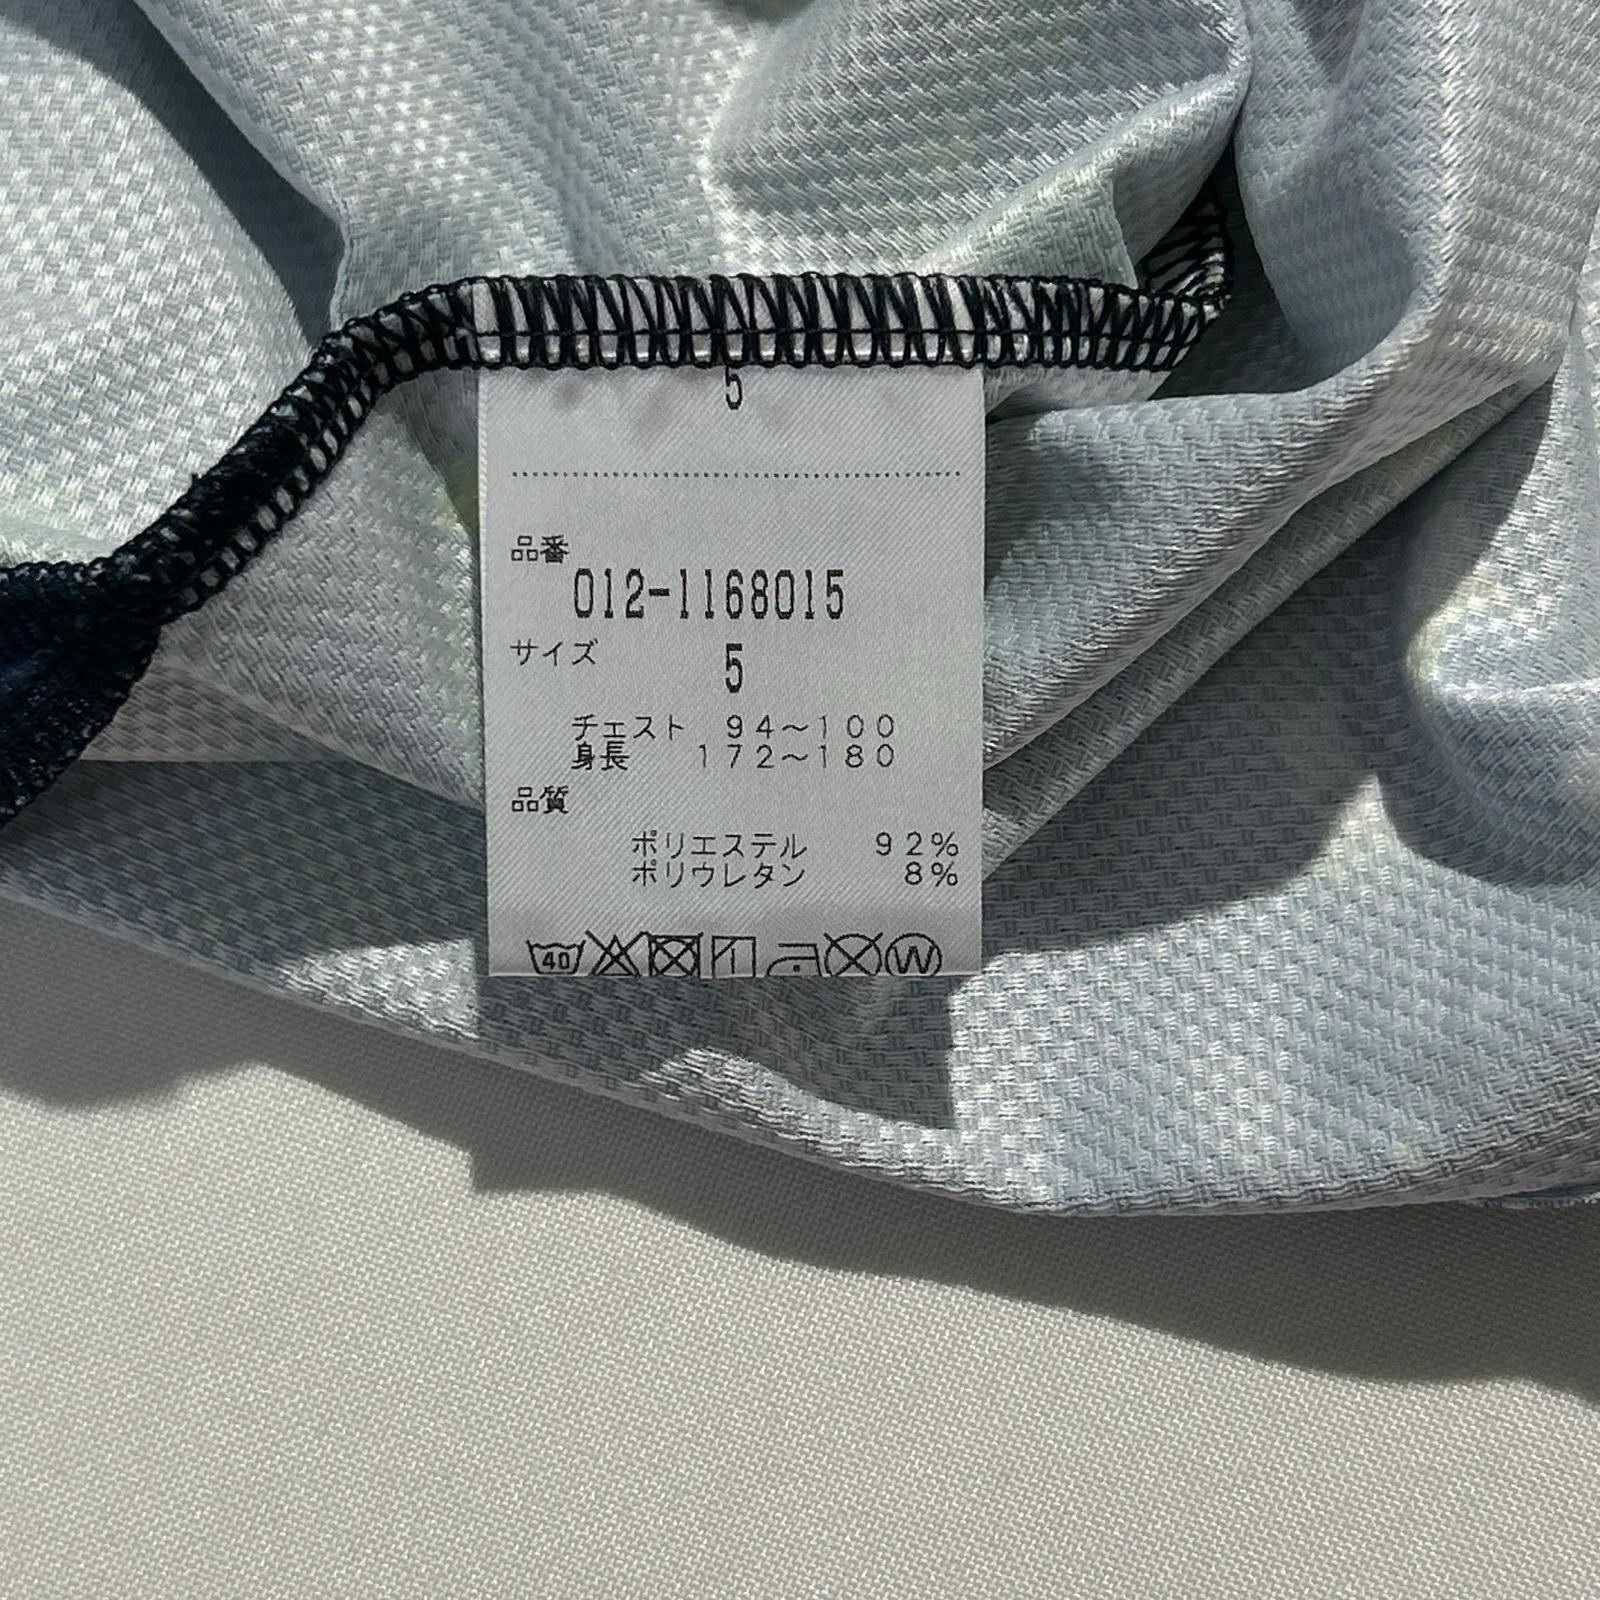 5
品番
012-1168015
サイズ 5
チェスト 94～100
身長 172～180
品質
ポリエステル 92%
ポリウレタン 8%
40 W